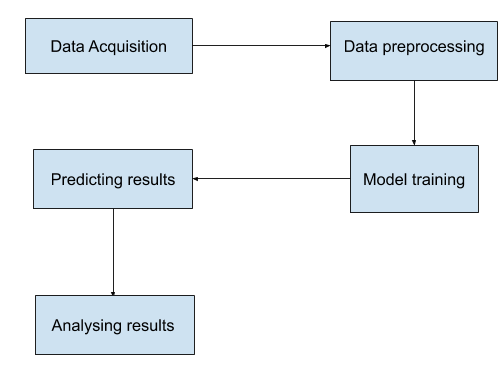 Data Acquisition
Data preprocessing
Model training
Predicting results
Analysing results